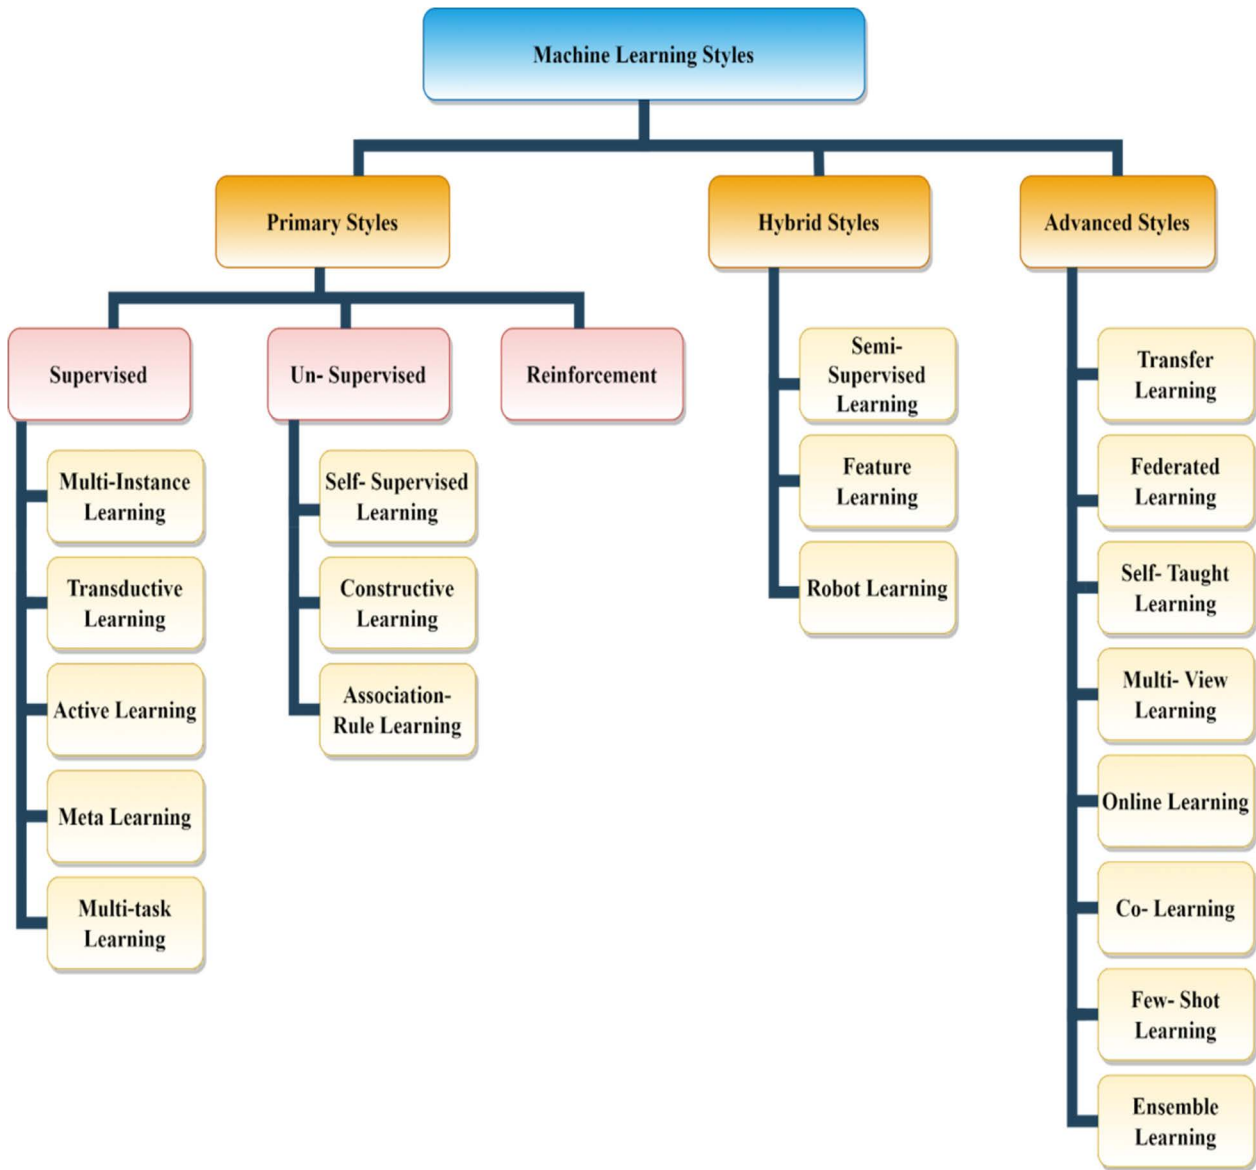 Machine Learning Styles
Primary Styles
Hybrid Styles
Advanced Styles
Supervised
Un- Supervised
Reinforcement
Multi-Instance
Learning
Transductive
Learning
Active Learning
Meta Learning
Multi-task
Learning
Self- Supervised
Learning
Constructive
Learning
Association-
Rule Learning
Semi-
Supervised
Learning
Feature
Learning
Robot Learning
Transfer
Learning
Federated
Learning
Self- Taught
Learning
Multi- View
Learning
Online Learning
Co- Learning
Few- Shot
Learning
Ensemble
Learning